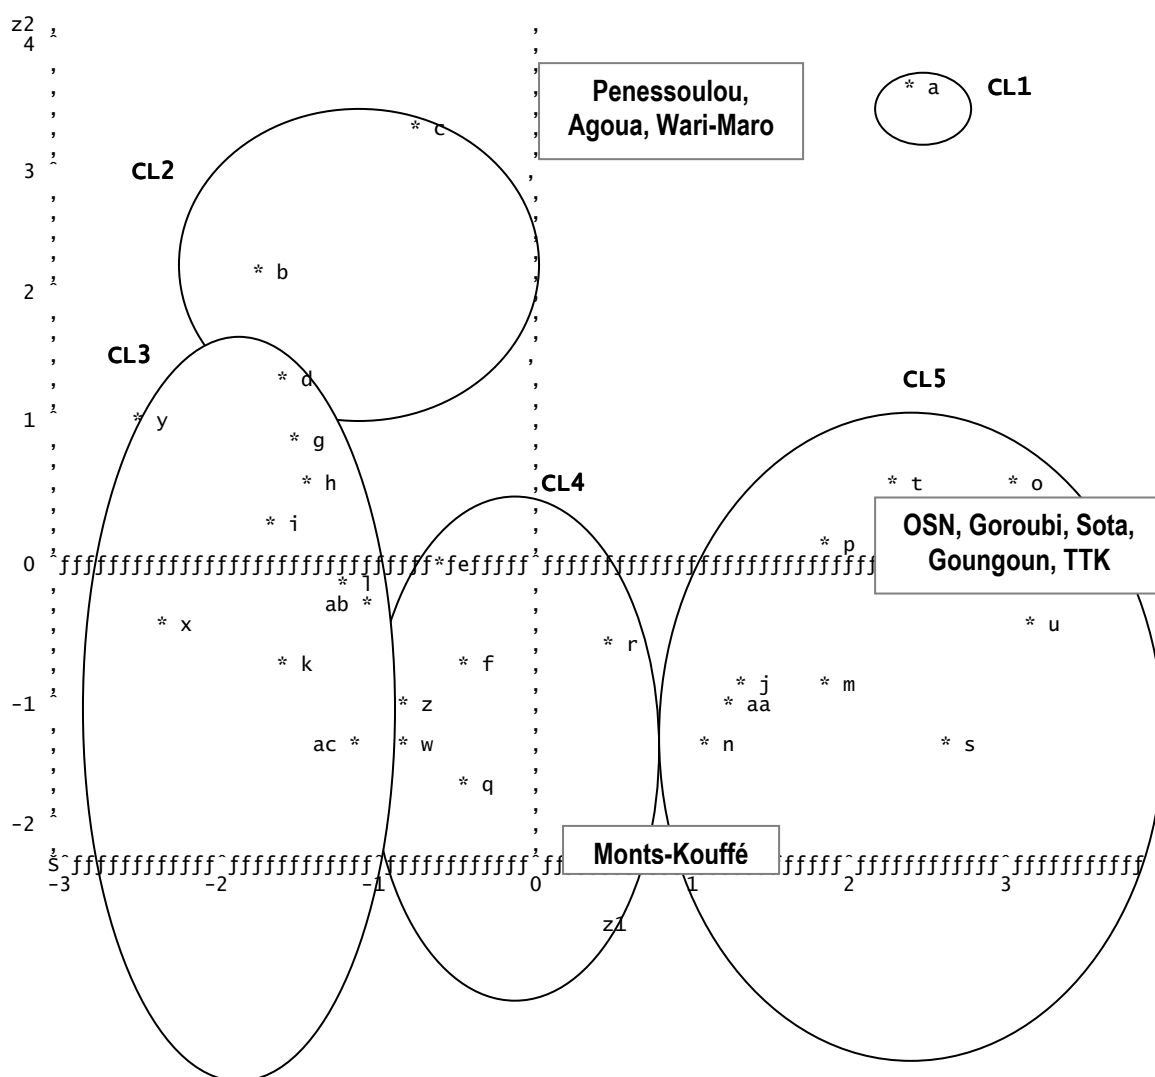 z2
4
Penessoulou,
Agoua, Wari-Maro
* a
CL1
* c
3
CL2
* b
2
CL3
* d
CL5
1
* y
* g
* h
CL4
* t
* o
* i
OSN, Goroubi, Sota,
Goungoun, TTK
* p
0
* e
* l
ab *
* x
* u
* r
* k
* f
* j
* m
-1
* z
* aa
ac *
* w
* n
* s
* q
-2
Monts-Kouffé
-3 -2 -1 0 1 2 3
z1